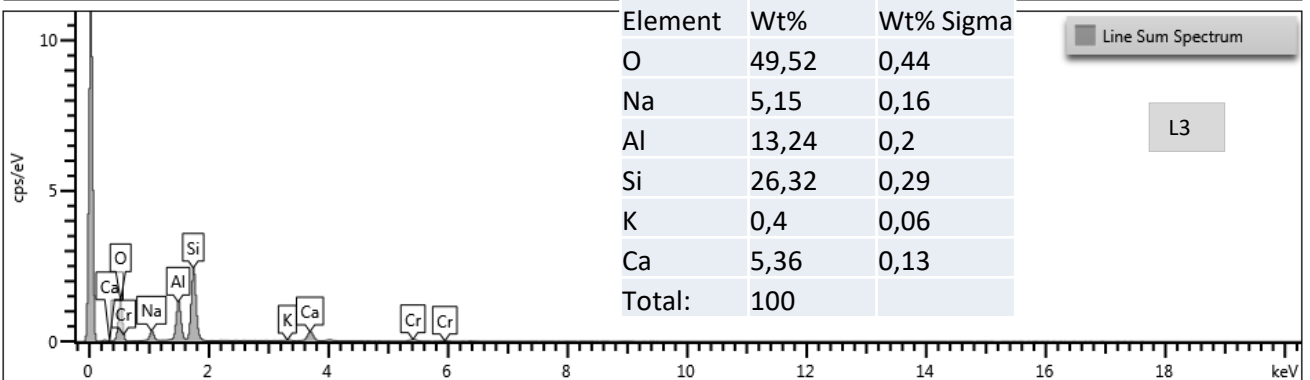 Element Wt% Wt% Sigma
O 49,52 0,44
Na 5,15 0,16
Al 13,24 0,2
Si 26,32 0,29
K 0,4 0,06
Ca 5,36 0,13
Total: 100
Line Sum Spectrum
L3
cps/eV
10
5
0
Ca
O
Cr
Na
Al
Si
K
Ca
Cr
Cr
0 2 4 6 8 10 12 14 16 18 keV